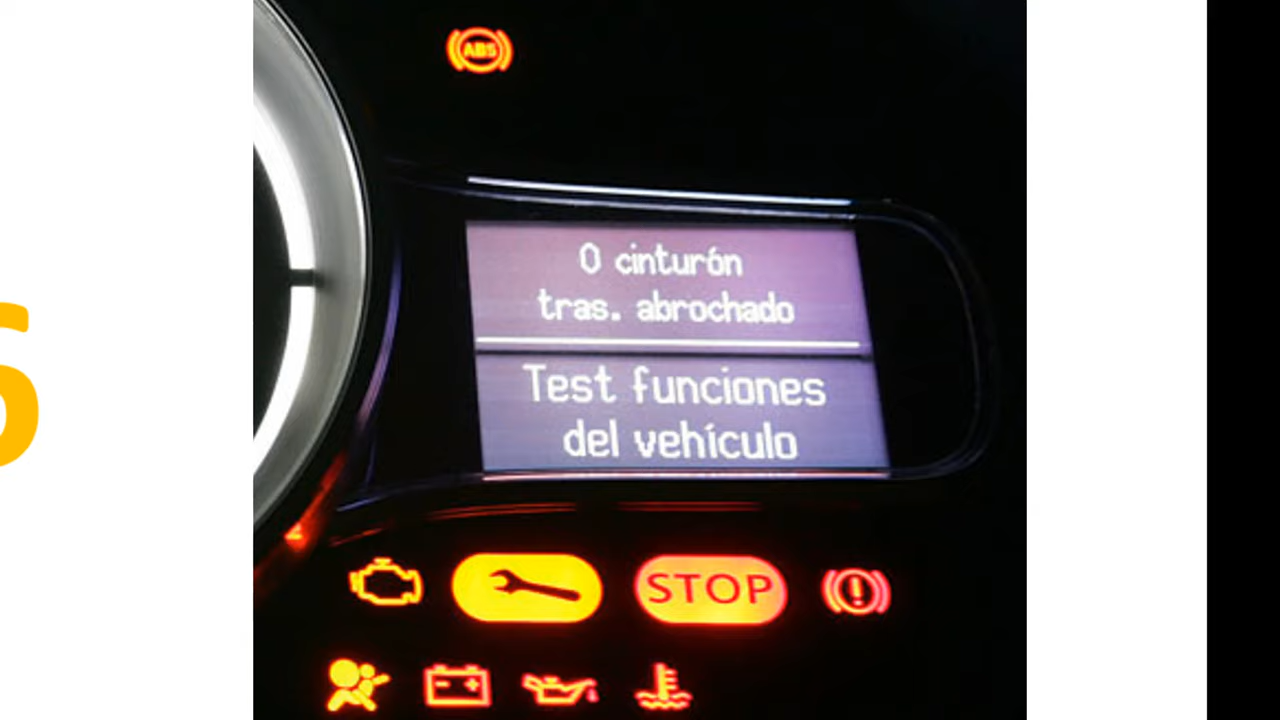 ABS
0 cinturón
tras. abrochado
Test funciones
del vehículo
STOP